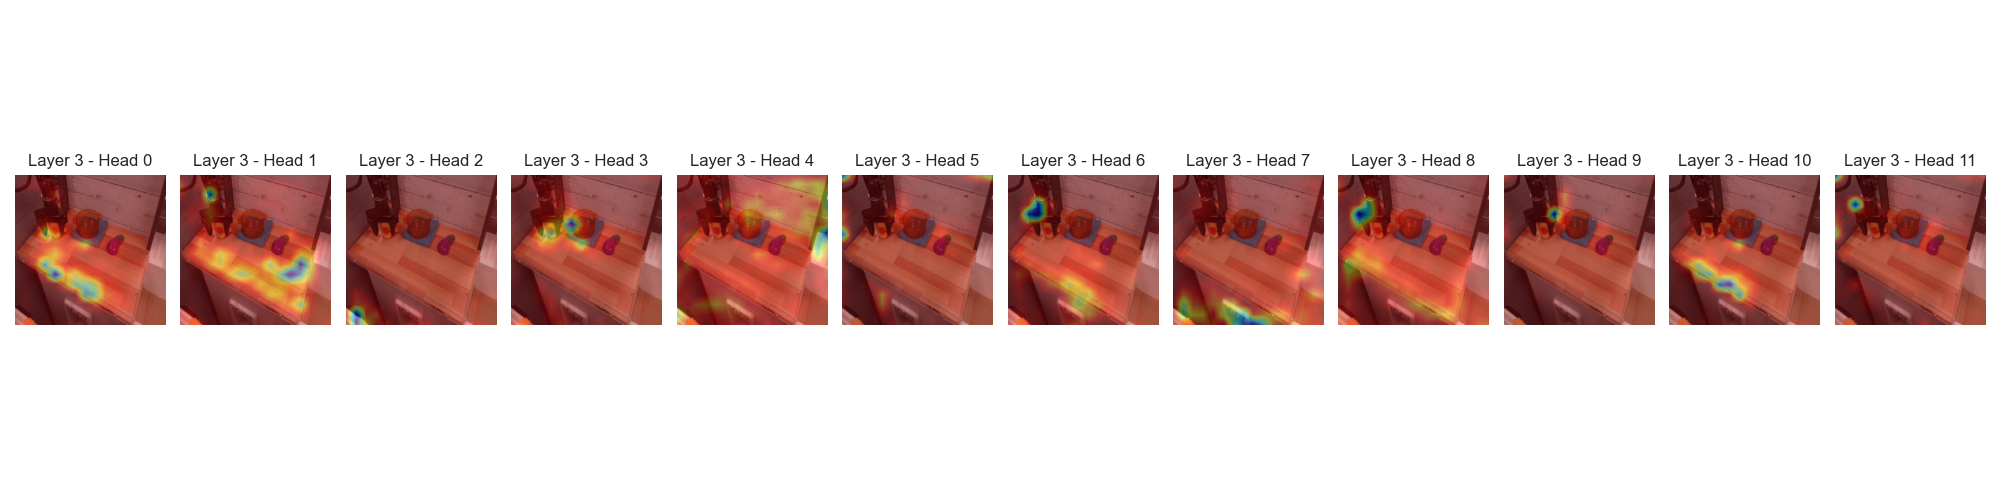 Layer 3 - Head 0
Layer 3 - Head 1
Layer 3 - Head 2
Layer 3 - Head 3
Layer 3 - Head 4
Layer 3 - Head 5
Layer 3 - Head 6
Layer 3 - Head 7
Layer 3 - Head 8
Layer 3 - Head 9
Layer 3 - Head 10
Layer 3 - Head 11